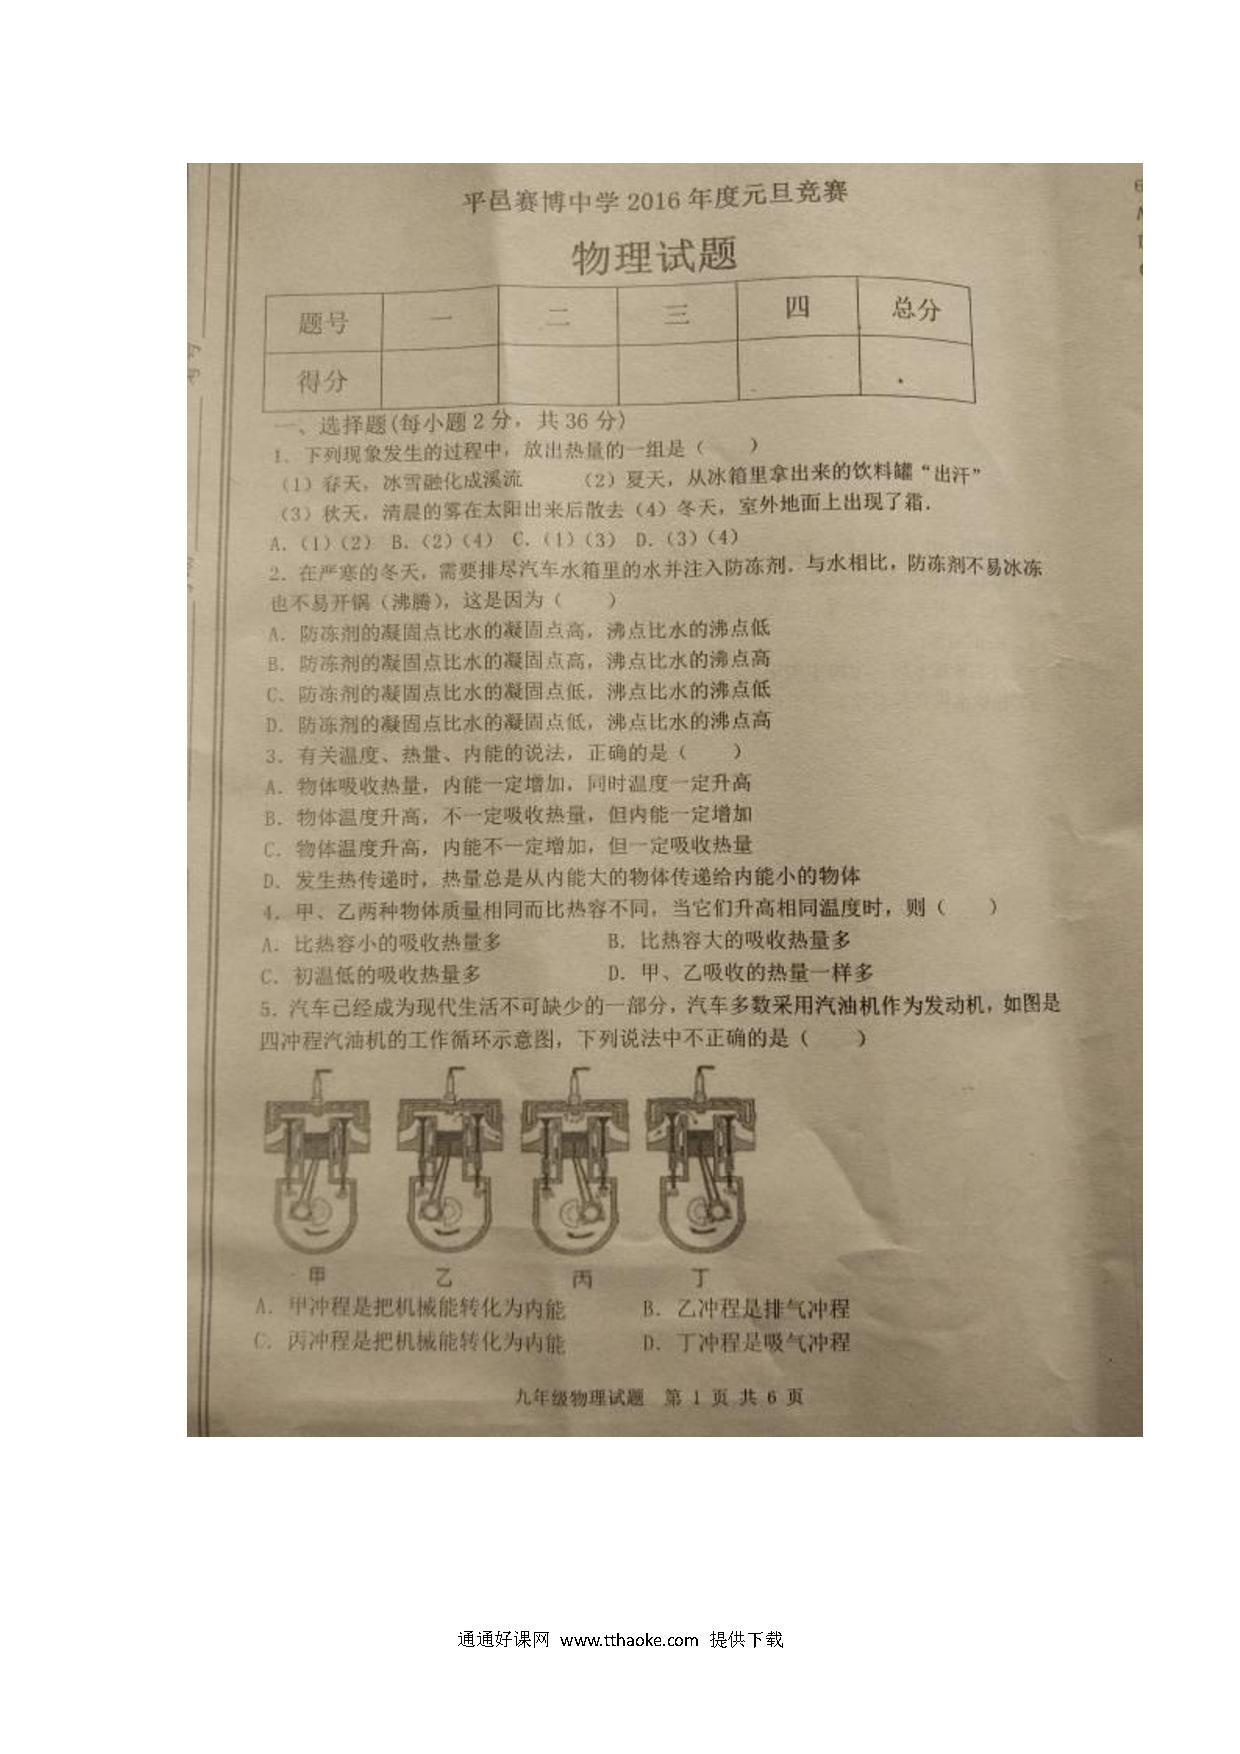 平邑赛博中学 2016 年度元旦竞赛
物理试题
题号 一 二 三 四 总分
得分
一、选择题(每小题 2 分，共 36 分)
1．下列现象发生的过程中，放出热量的一组是（　　）
（1）春天，冰雪融化成溪流　　（2）夏天，从冰箱里拿出来的饮料罐“出汗”
（3）秋天，清晨的雾在太阳出来后散去（4）冬天，室外地面上出现了霜．
A．（1）（2） B．（2）（4） C．（1）（3） D．（3）（4）
2．在严寒的冬天，需要排尽汽车水箱里的水并注入防冻剂．与水相比，防冻剂不易冰冻
也不易开锅（沸腾），这是因为（　　）
A．防冻剂的凝固点比水的凝固点高，沸点比水的沸点低
B．防冻剂的凝固点比水的凝固点高，沸点比水的沸点高
C、防冻剂的凝固点比水的凝固点低，沸点比水的沸点低
D．防冻剂的凝固点比水的凝固点低，沸点比水的沸点高
3．有关温度、热量、内能的说法，正确的是（　　）
A．物体吸收热量，内能一定增加，同时温度一定升高
B．物体温度升高，不一定吸收热量，但内能一定增加
C．物体温度升高，内能不一定增加，但一定吸收热量
D．发生热传递时，热量总是从内能大的物体传递给内能小的物体
4．甲、乙两种物体质量相同而比热容不同，当它们升高相同温度时，则（　　）
A．比热容小的吸收热量多　　B．比热容大的吸收热量多
C．初温低的吸收热量多　　D．甲、乙吸收的热量一样多
5．汽车已经成为现代生活不可缺少的一部分，汽车多数采用汽油机作为发动机，如图是
四冲程汽油机的工作循环示意图，下列说法中不正确的是（　　）
甲 乙 丙 丁
A．甲冲程是把机械能转化为内能　　B．乙冲程是排气冲程
C．丙冲程是把机械能转化为内能　　D．丁冲程是吸气冲程
九年级物理试题 第 1 页 共 6 页
通通好课网 www.tthaoke.com 提供下载